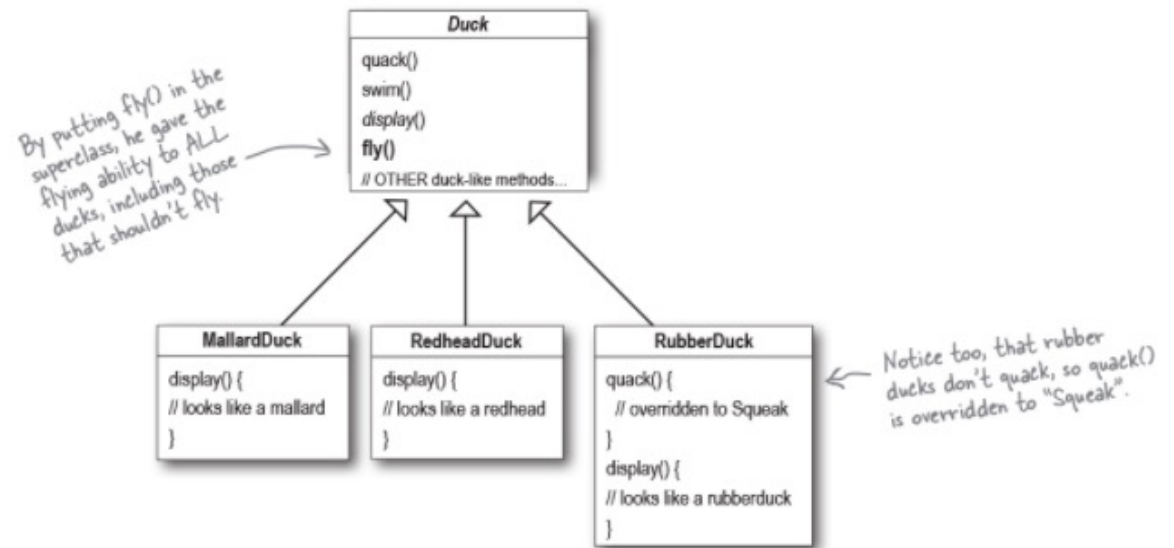 Duck
quack()
swim()
display()
fly()
// OTHER duck-like methods...
By putting fly() in the
superclass, he gave the
flying ability to ALL
ducks, including those
that shouldn't fly.
MallardDuck
display() {
// looks like a mallard
}
RedheadDuck
display() {
// looks like a redhead
}
RubberDuck
quack() {
// overridden to Squeak
}
display() {
// looks like a rubberduck
}
Notice too, that rubber
ducks don't quack, so quack()
is overridden to "Squeak".